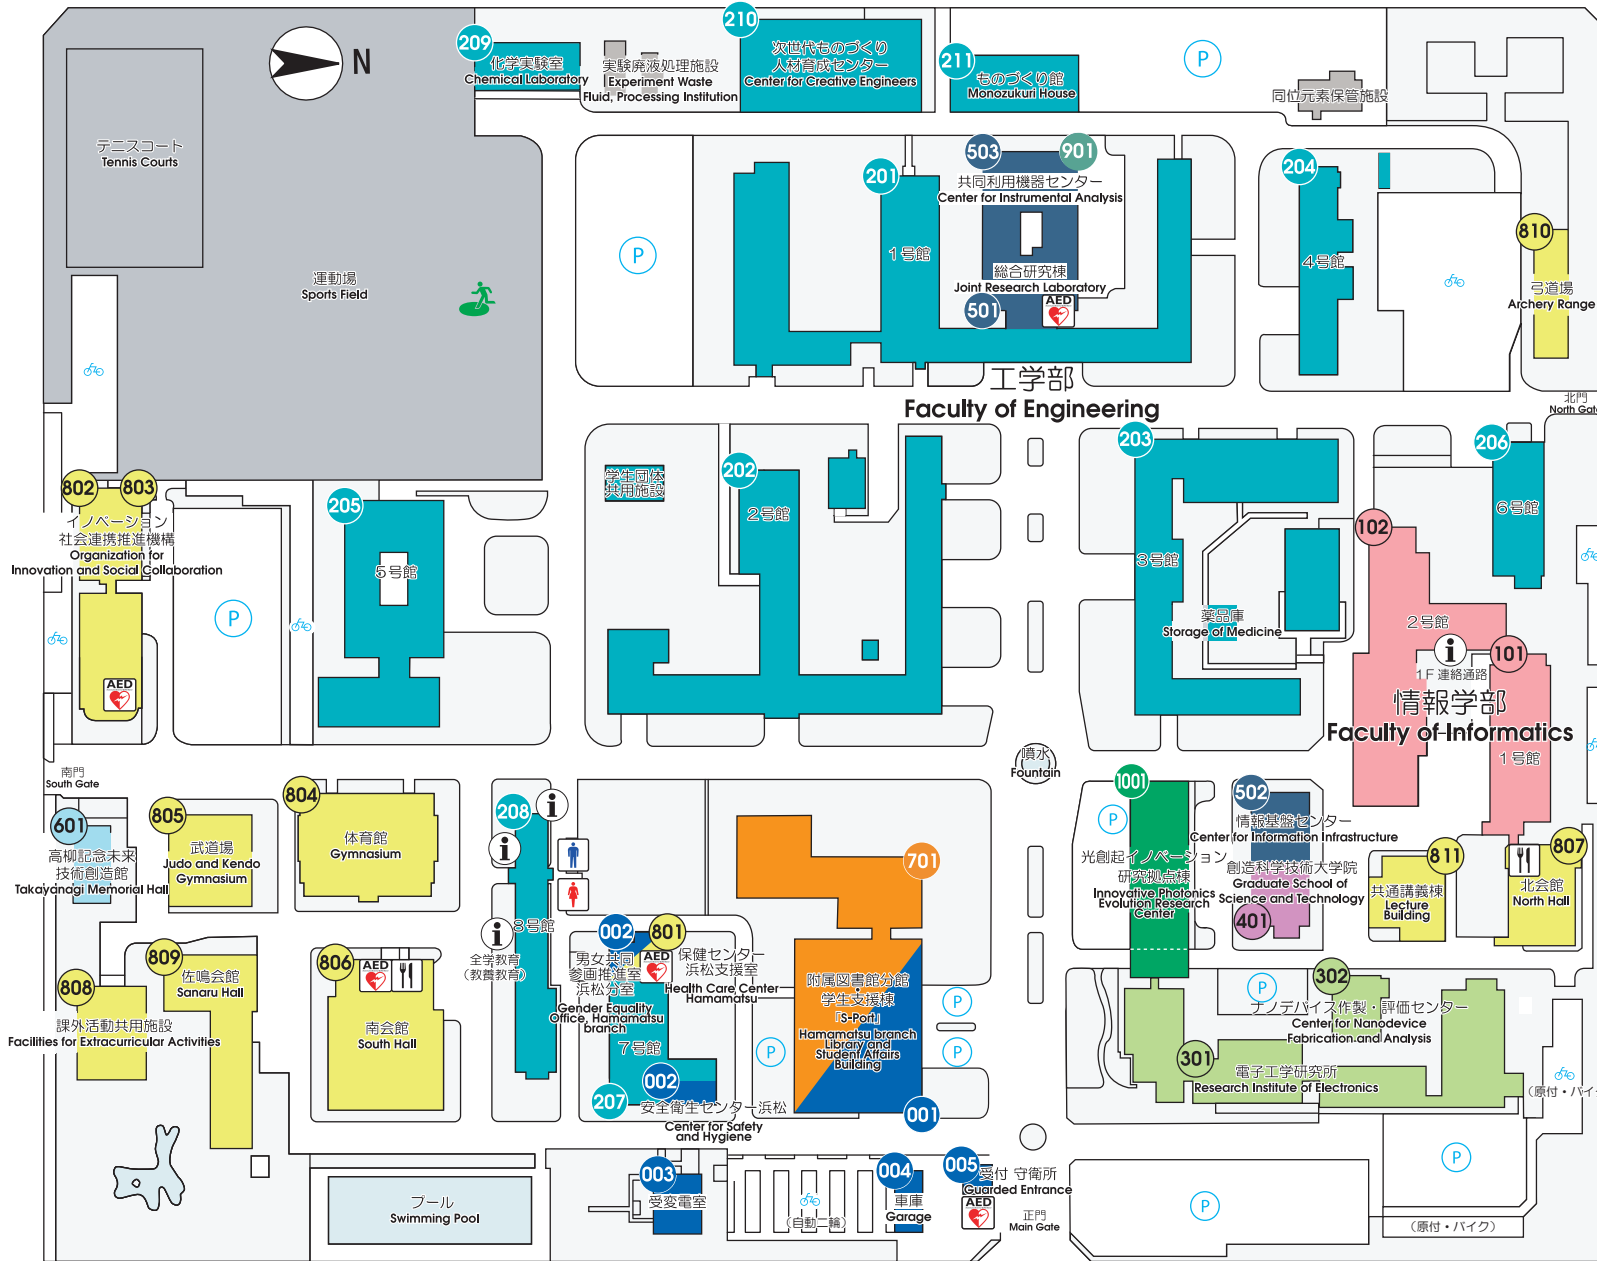 N
209
化学実験室
Chemical Laboratory
実験廃液処理施設
Experiment Waste
Fluid, Processing Institution
210
次世代ものづくり
人材育成センター
Center for Creative Engineers
211
ものづくり館
Monozukuri House
P
同位元素保管施設
テニスコート
Tennis Courts
運動場
Sports Field
P
201
1号館
503
901
共同利用機器センター
Center for Instrumental Analysis
総合研究棟
Joint Research Laboratory
501
AED
204
4号館
810
弓道場
Archery Range
工学部
Faculty of Engineering
北門
North Gate
802
803
イノベーション
社会連携推進機構
Organization for
Innovation and Social Collaboration
AED
P
205
5号館
学生団体
共用施設
202
2号館
203
3号館
薬品庫
Storage of Medicine
206
6号館
102
2号館
i
101
1F 連絡通路
情報学部
Faculty of Informatics
1号館
噴水
Fountain
南門
South Gate
601
高柳記念未来
技術創造館
Takayanagi Memorial Hall
805
武道場
Judo and Kendo
Gymnasium
804
体育館
Gymnasium
208
i
i
i
8号館
全学教育
(教養教育)
701
1001
P
光創起イノベーション
研究拠点棟
Innovative Photonics
Evolution Research
Center
502
情報基盤センター
Center for Information Infrastructure
創造科学技術大学院
Graduate School of
Science and Technology
401
811
共通講義棟
Lecture
Building
807
北会館
North Hall
808
課外活動共用施設
Facilities for Extracurricular Activities
809
佐鳴会館
Sanaru Hall
806
AED
南会館
South Hall
002
男女共同
参画推進室
浜松分室
Gender Equality
Office, Hamamatsu
branch
801
AED
保健センター
浜松支援室
Health Care Center
Hamamatsu
7号館
002
207
安全衛生センター浜松
Center for Safety
and Hygiene
P
附属図書館分館
学生支援棟
「S-Port」
Hamamatsu branch
Library and
Student Affairs
Building
001
P
P
P
302
ナノデバイス作製・評価センター
Center for Nanodevice
Fabrication and Analysis
301
電子工学研究所
Research Institute of Electronics
(原付・バイク
プール
Swimming Pool
003
受変電室
(自動二輪)
004
車庫
Garage
005
受付 守衛所
Guarded Entrance
AED
正門
Main Gate
P
P
(原付・バイク)